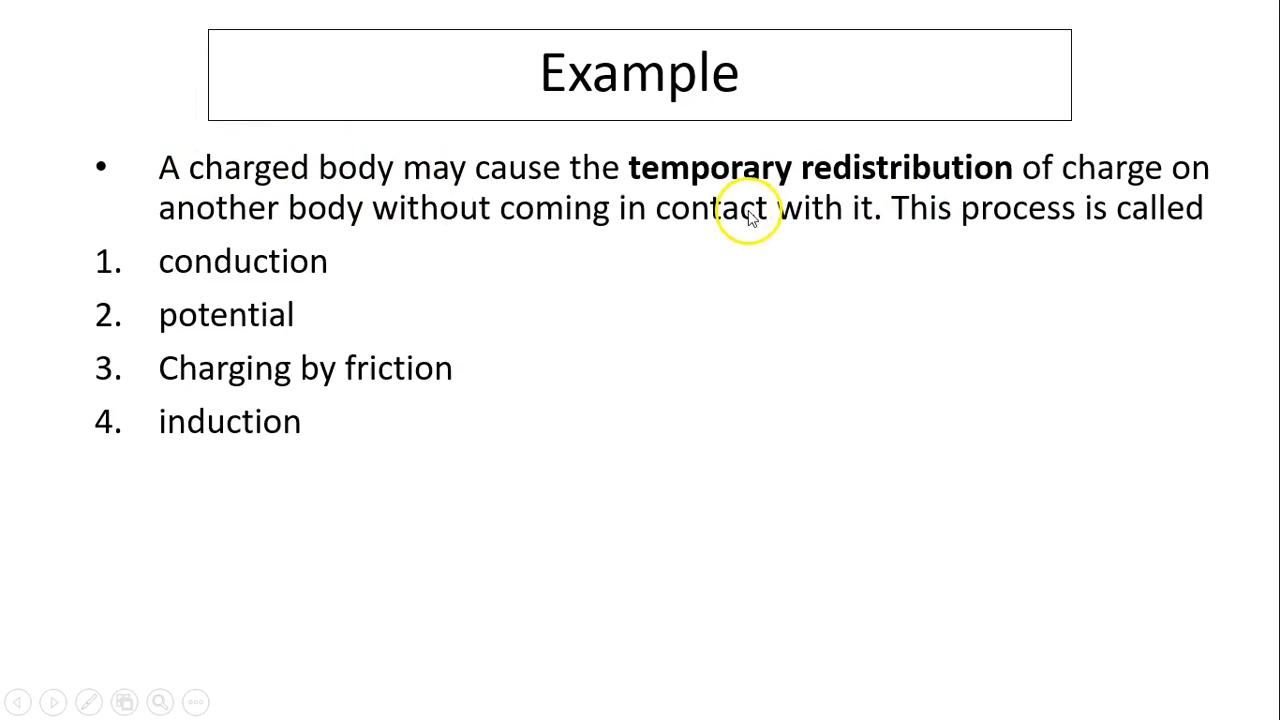 Example
• A charged body may cause the temporary redistribution of charge on
another body without coming in contact with it. This process is called
1. conduction
2. potential
3. Charging by friction
4. induction